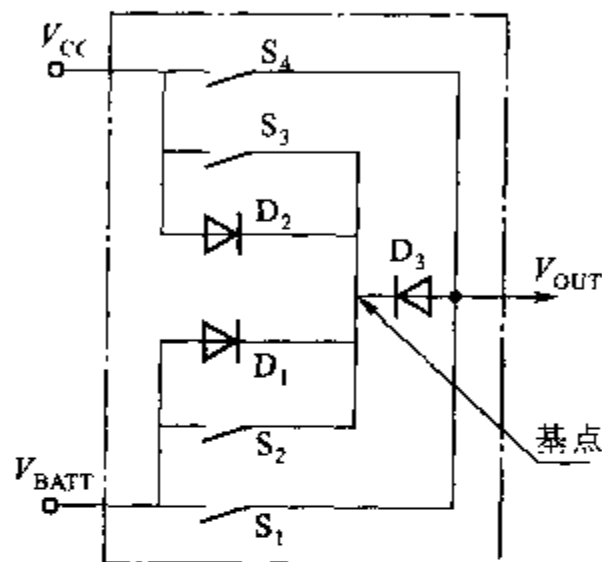 V_CC
S_4
S_3
D_2
D_3
V_OUT
D_1
基点
S_2
V_BATT
S_1